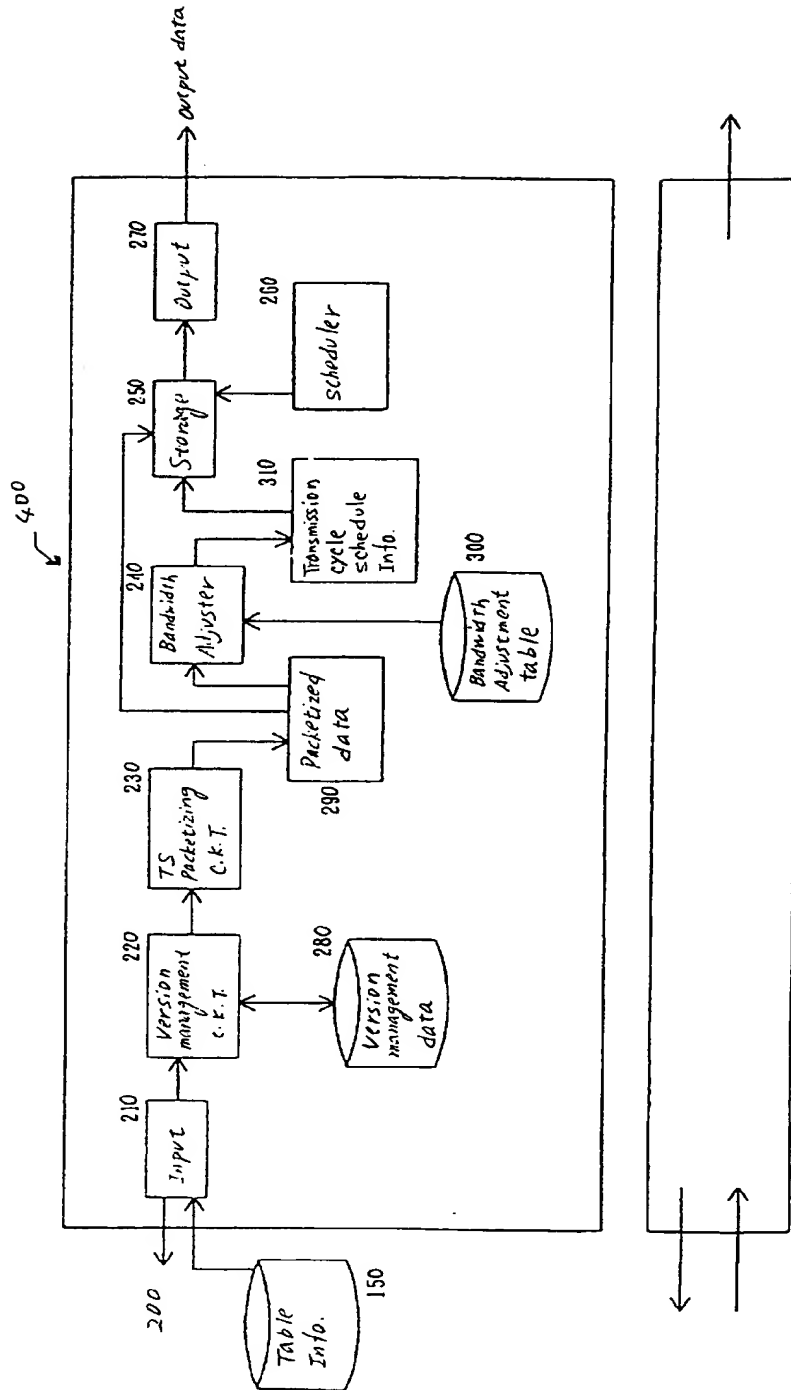 400
200
Table
Info.
150
Input
210
Version
management
C.K.T.
220
Version
management
data
280
TS
Packetizing
C.K.T.
230
Packetized
data
290
Bandwidth
Adjuster
240
Bandwidth
Adjustment
table
300
Transmission
cycle
schedule
Info.
310
Storage
250
scheduler
260
Output
270
output data